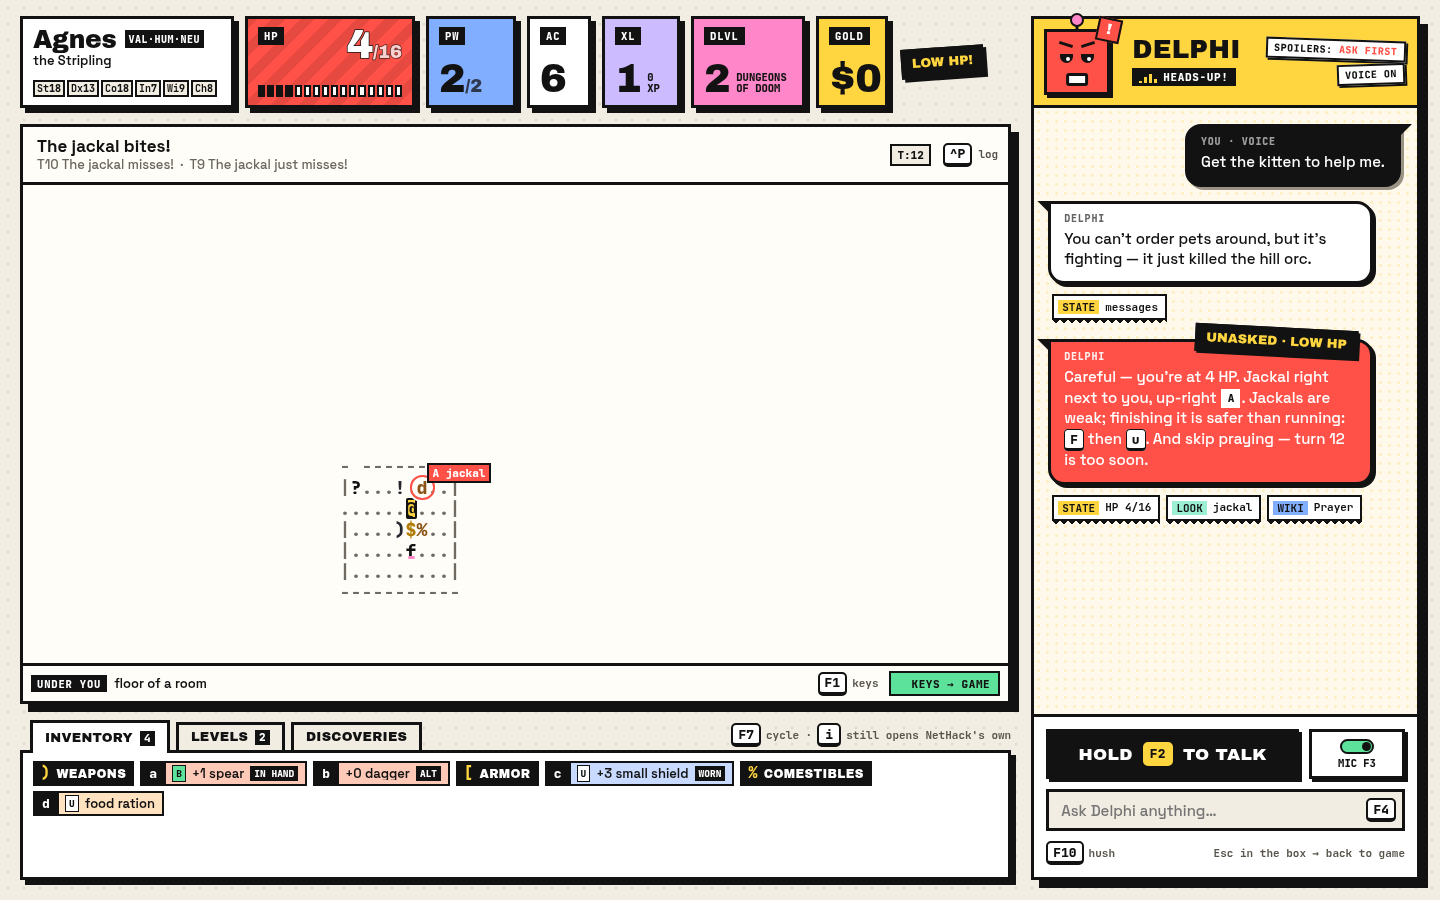 Agnes VAL·HUM·NEU
the Stripling
St18 Dx13 Co18 In7 Wi9 Ch8
HP 4/16
PW 2/2
AC 6
XL 1 0 XP
DLVL 2 DUNGEONS OF DOOM
GOLD $0
LOW HP!
The jackal bites!
T10 The jackal misses! · T9 The jackal just misses!
T:12 ^P log
A jackal
|?...!.d..|
......@...
|....)$%..|
|.....f...|
|.........|
-----------
UNDER YOU floor of a room
F1 keys KEYS → GAME
INVENTORY 4 LEVELS 2 DISCOVERIES
F7 cycle · i still opens NetHack's own
) WEAPONS a B +1 spear IN HAND b +0 dagger ALT [ ARMOR c U +3 small shield WORN % COMESTIBLES
d U food ration
! DELPHI
HEADS-UP!
SPOILERS: ASK FIRST
VOICE ON
YOU · VOICE
Get the kitten to help me.
DELPHI
You can't order pets around, but it's
fighting — it just killed the hill orc.
STATE messages
UNASKED · LOW HP
DELPHI
Careful — you're at 4 HP. Jackal right
next to you, up-right A. Jackals are
weak; finishing it is safer than running:
F then u. And skip praying — turn 12
is too soon.
STATE HP 4/16 LOOK jackal WIKI Prayer
HOLD F2 TO TALK
MIC F3
Ask Delphi anything… F4
F10 hush Esc in the box → back to game